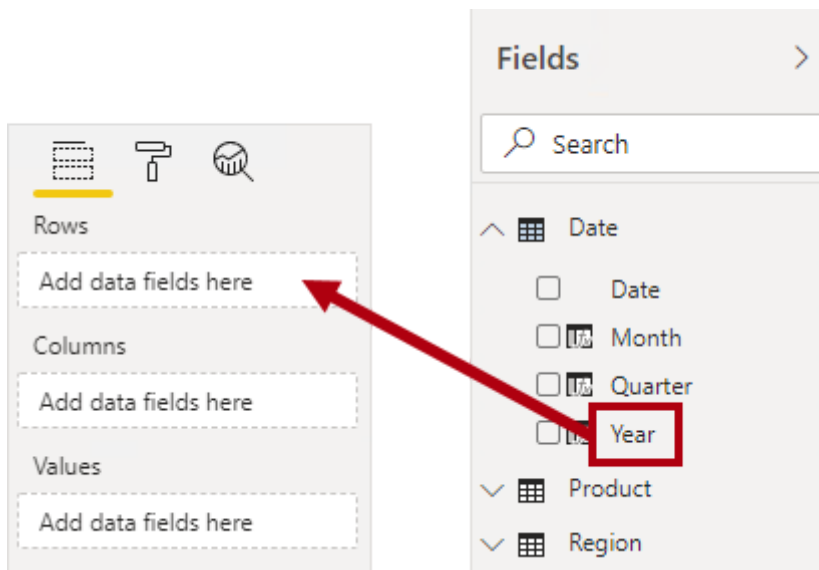 Rows
Add data fields here
Columns
Add data fields here
Values
Add data fields here
Fields
Search
Date
Date
Month
Quarter
Year
Product
Region